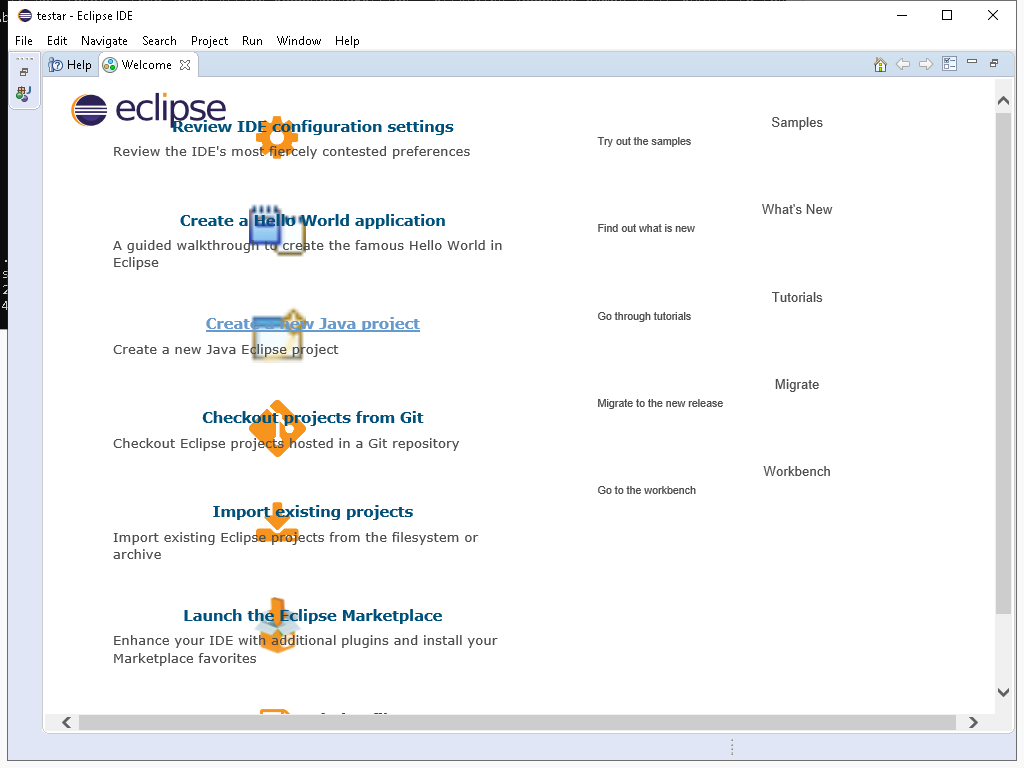 testar - Eclipse IDE
File Edit Navigate Search Project Run Window Help
Help Welcome
eclipse
Review IDE configuration settings
Review the IDE's most fiercely contested preferences
Create a Hello World application
A guided walkthrough to create the famous Hello World in
Eclipse
Create a new Java project
Create a new Java Eclipse project
Checkout projects from Git
Checkout Eclipse projects hosted in a Git repository
Import existing projects
Import existing Eclipse projects from the filesystem or
archive
Launch the Eclipse Marketplace
Enhance your IDE with additional plugins and install your
Marketplace favorites
Samples
Try out the samples
What's New
Find out what is new
Tutorials
Go through tutorials
Migrate
Migrate to the new release
Workbench
Go to the workbench